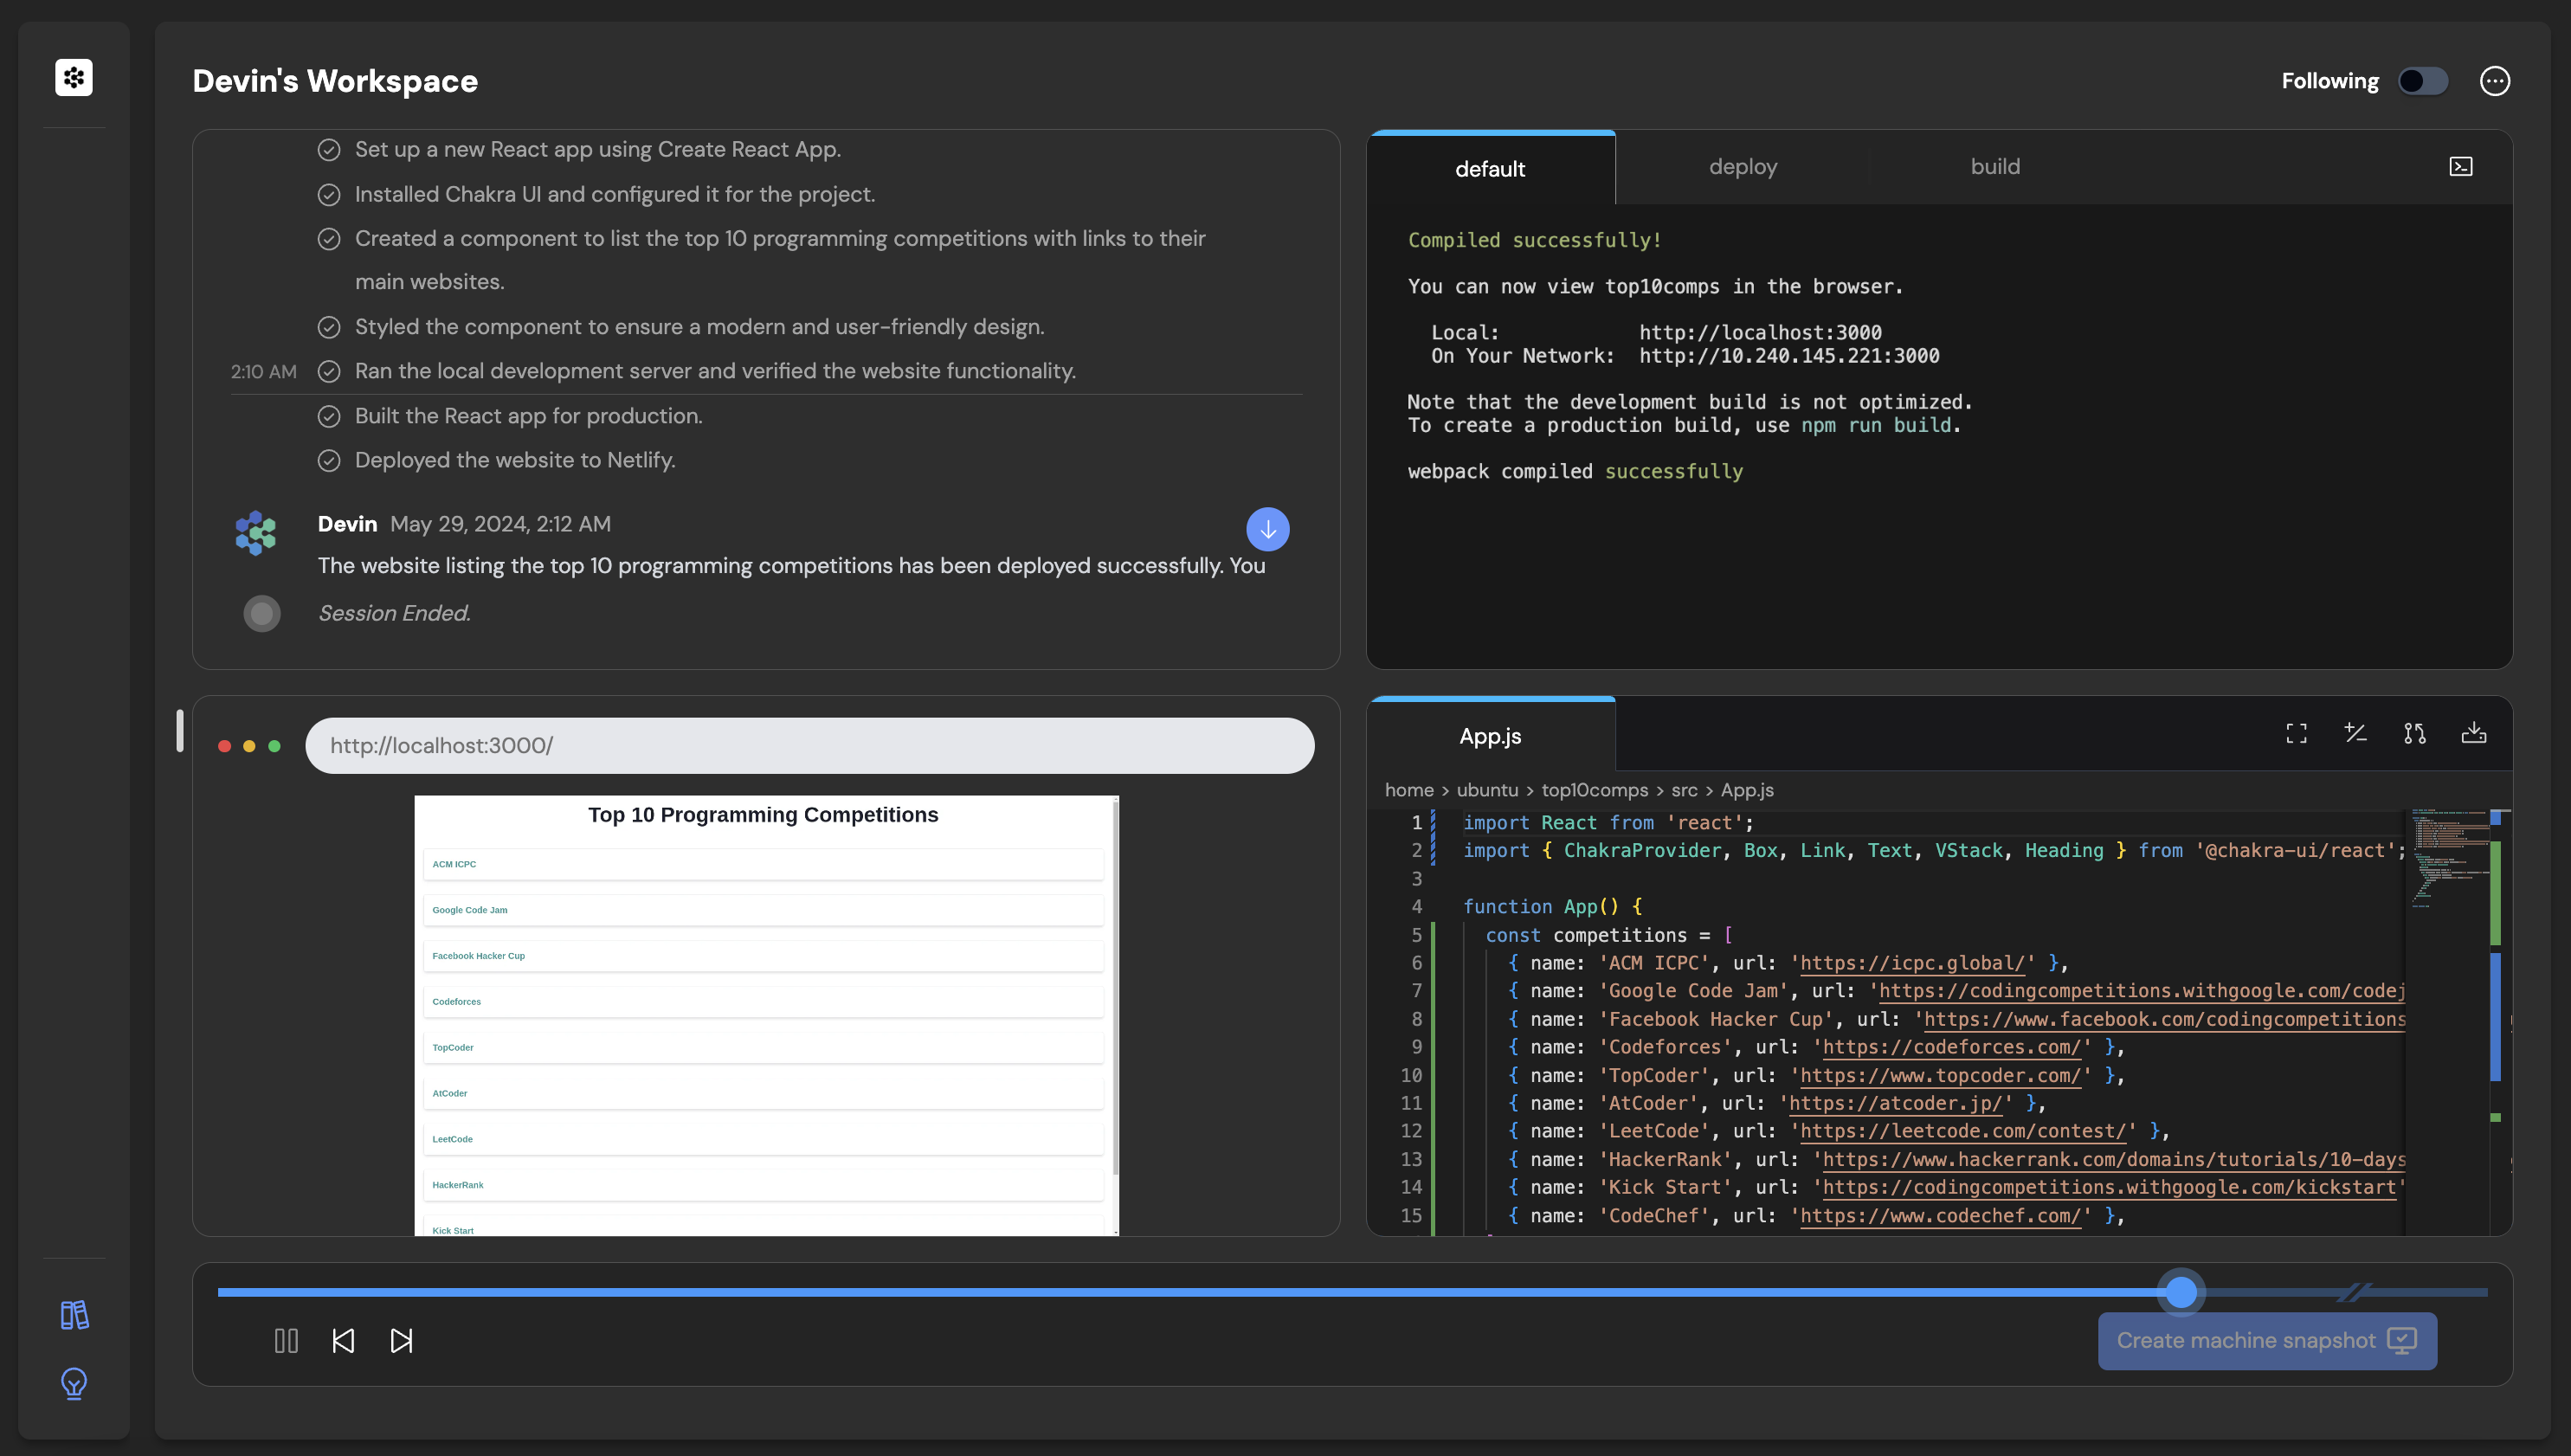 Devin's Workspace
Following
Set up a new React app using Create React App.
Installed Chakra UI and configured it for the project.
Created a component to list the top 10 programming competitions with links to their
main websites.
Styled the component to ensure a modern and user-friendly design.
2:10 AM Ran the local development server and verified the website functionality.
Built the React app for production.
Deployed the website to Netlify.
Devin May 29, 2024, 2:12 AM
The website listing the top 10 programming competitions has been deployed successfully. You
Session Ended.
default deploy build
Compiled successfully!
You can now view top10comps in the browser.
Local: http://localhost:3000
On Your Network: http://10.240.145.221:3000
Note that the development build is not optimized.
To create a production build, use npm run build.
webpack compiled successfully
http://localhost:3000/
Top 10 Programming Competitions
ACM ICPC
Google Code Jam
Facebook Hacker Cup
Codeforces
TopCoder
AtCoder
LeetCode
HackerRank
Kick Start
App.js
home > ubuntu > top10comps > src > App.js
1 import React from 'react';
2 import { ChakraProvider, Box, Link, Text, VStack, Heading } from '@chakra-ui/react';
3
4 function App() {
5 const competitions = [
6 { name: 'ACM ICPC', url: 'https://icpc.global/' },
7 { name: 'Google Code Jam', url: 'https://codingcompetitions.withgoogle.com/codej
8 { name: 'Facebook Hacker Cup', url: 'https://www.facebook.com/codingcompetitions
9 { name: 'Codeforces', url: 'https://codeforces.com/' },
10 { name: 'TopCoder', url: 'https://www.topcoder.com/' },
11 { name: 'AtCoder', url: 'https://atcoder.jp/' },
12 { name: 'LeetCode', url: 'https://leetcode.com/contest/' },
13 { name: 'HackerRank', url: 'https://www.hackerrank.com/domains/tutorials/10-days
14 { name: 'Kick Start', url: 'https://codingcompetitions.withgoogle.com/kickstart'
15 { name: 'CodeChef', url: 'https://www.codechef.com/' },
Create machine snapshot